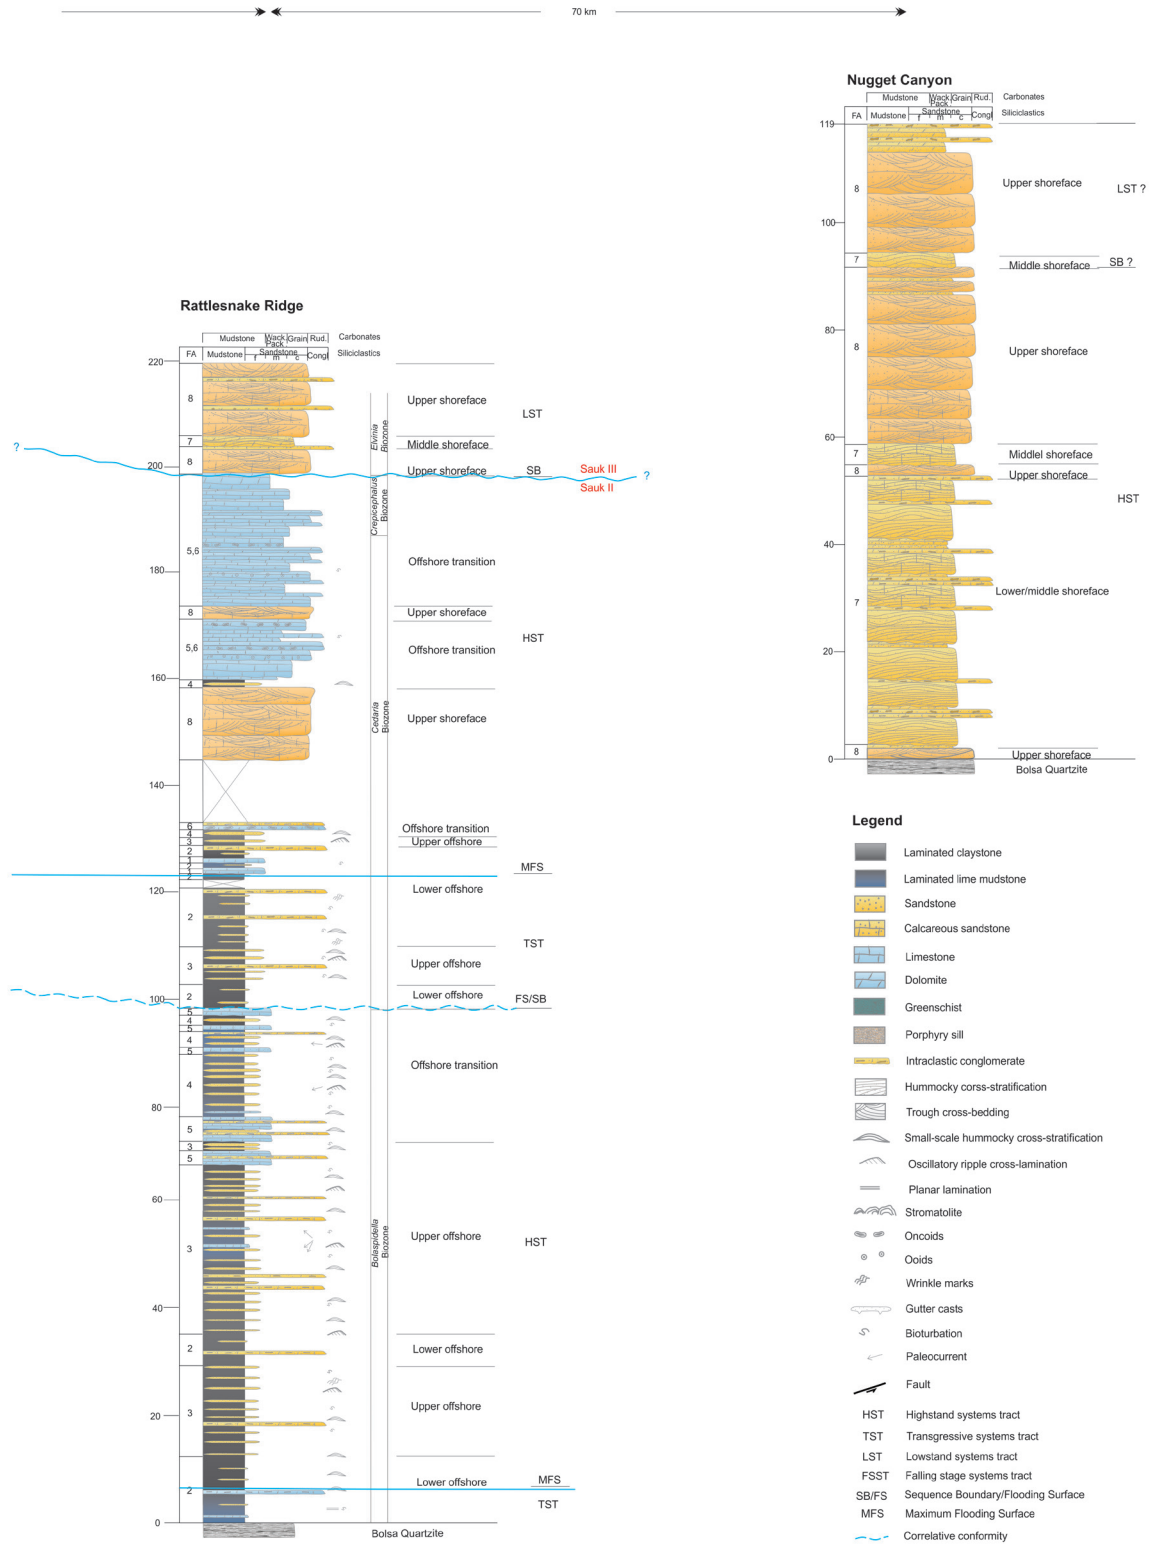 70 km
Nugget Canyon
Mudstone Wack. Grain Rud. Carbonates
Pack.
Sandstone
FA Mudstone f m c Congl Siliciclastics
119
8 Upper shoreface LST ?
100
7 Middle shoreface SB ?
80
8 Upper shoreface
60
7 Middlel shoreface
8 Upper shoreface
HST
40
Lower/middle shoreface
7
20
8 Upper shoreface
0
Bolsa Quartzite
Rattlesnake Ridge
Mudstone Wack. Grain Rud. Carbonates
Pack.
Sandstone
FA Mudstone f m c Congl Siliciclastics
220
8 Upper shoreface
LST
Elvinia
Biozone
7 Middle shoreface
?
200
8 Upper shoreface SB Sauk III
?
Sauk II
Crepicephalus
Biozone
5,6 Offshore transition
180
8 Upper shoreface
HST
5,6 Offshore transition
160
4
Cedaria
Biozone
8 Upper shoreface
140
6 Offshore transition
4
3 Upper offshore
2
1
2
1
MFS
2
120 Lower offshore
2
TST
3 Upper offshore
2 Lower offshore
100 FS/SB
5
4
5
4
5
Offshore transition
4
80
5
3
5
60
Bolaspidella
Biozone
3 Upper offshore HST
40
2 Lower offshore
3 Upper offshore
20
2 Lower offshore MFS
TST
0
Bolsa Quartzite
Legend
Laminated claystone
Laminated lime mudstone
Sandstone
Calcareous sandstone
Limestone
Dolomite
Greenschist
Porphyry sill
Intraclastic conglomerate
Hummocky corss-stratification
Trough cross-bedding
Small-scale hummocky cross-stratification
Oscillatory ripple cross-lamination
Planar lamination
Stromatolite
Oncoids
Ooids
Wrinkle marks
Gutter casts
Bioturbation
Paleocurrent
Fault
HST Highstand systems tract
TST Transgressive systems tract
LST Lowstand systems tract
FSST Falling stage systems tract
SB/FS Sequence Boundary/Flooding Surface
MFS Maximum Flooding Surface
Correlative conformity